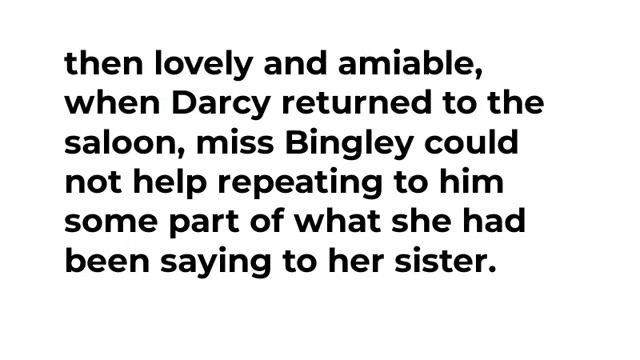 then lovely and amiable,
when Darcy returned to the
saloon, miss Bingley could
not help repeating to him
some part of what she had
been saying to her sister.